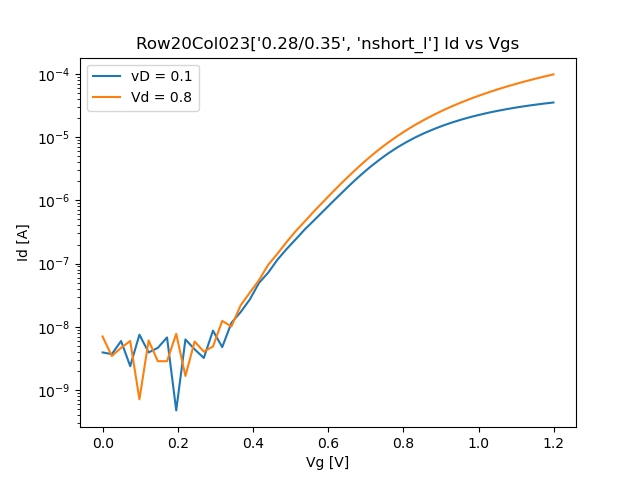 Row20Col023['0.28/0.35', 'nshort_l'] Id vs Vgs
vD = 0.1
Vd = 0.8
10⁻⁴
10⁻⁵
10⁻⁶
10⁻⁷
10⁻⁸
10⁻⁹
Id [A]
0.0 0.2 0.4 0.6 0.8 1.0 1.2
Vg [V]